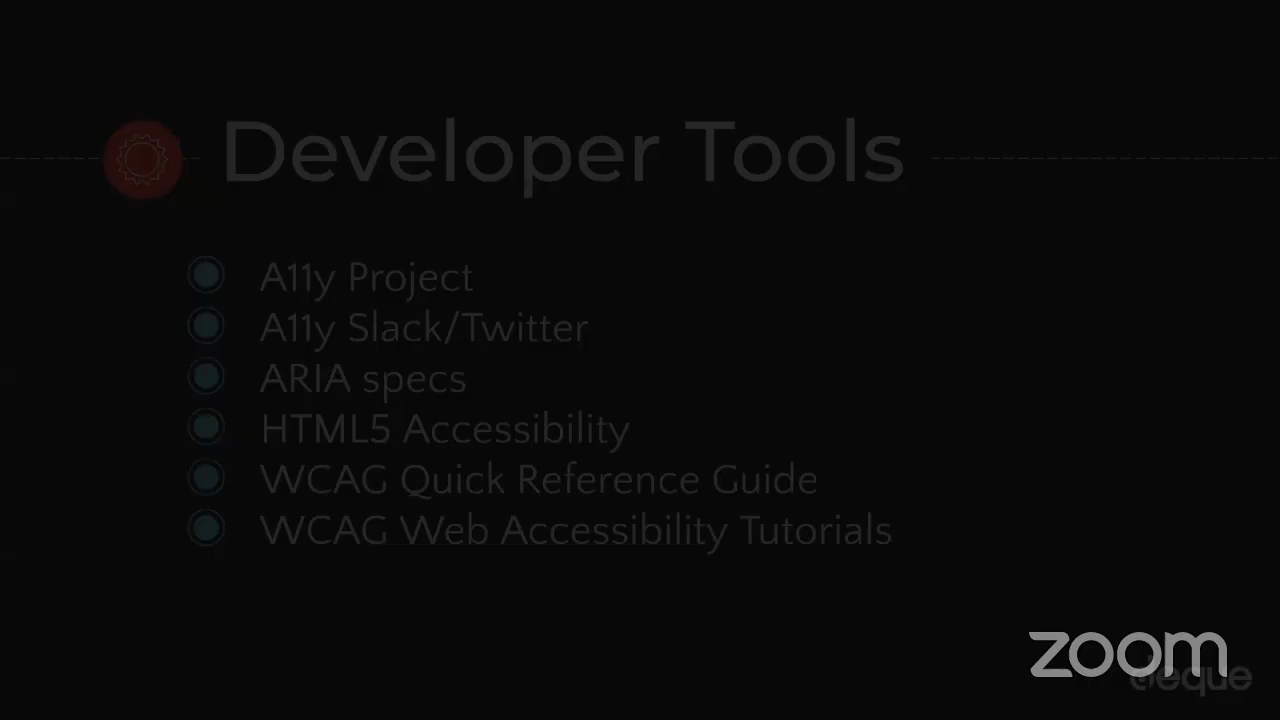 Developer Tools
A11y Project
A11y Slack/Twitter
ARIA specs
HTML5 Accessibility
WCAG Quick Reference Guide
WCAG Web Accessibility Tutorials
zoom
deque